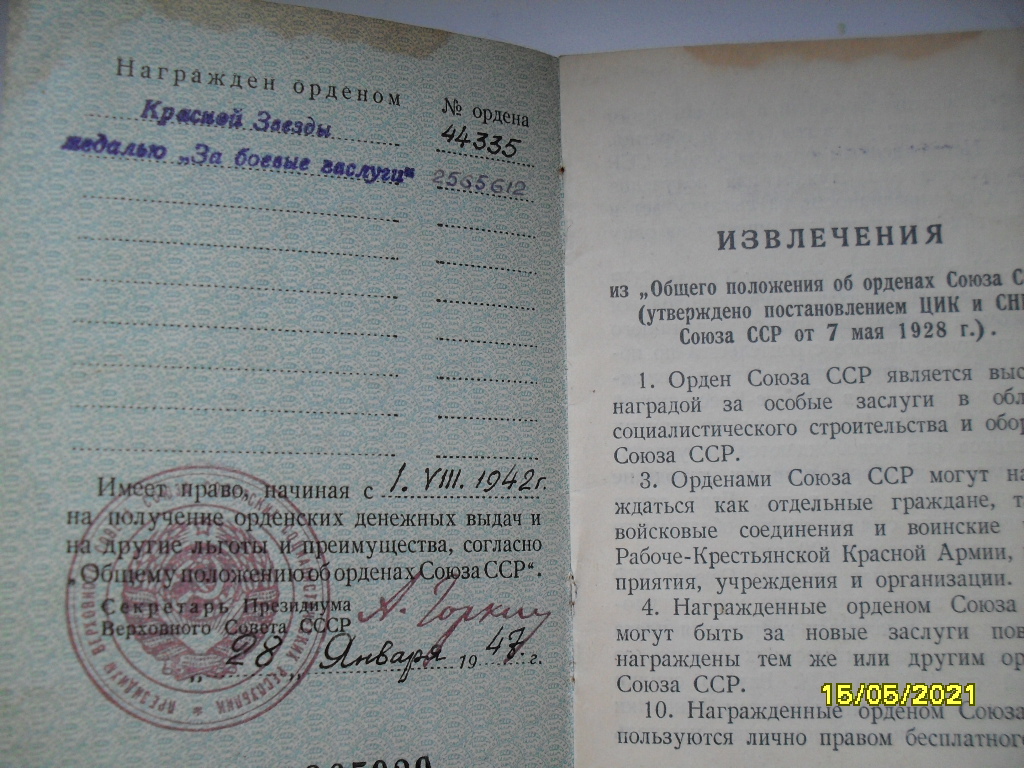 Награжден орденом
№ ордена
Красной Звезды
44335
медалью „За боевые заслуги“
2565612
Имеет право, начиная с 1. VIII. 1942 г.
на получение орденских денежных выдач и
на другие льготы и преимущества, согласно
„Общему положению об орденах Союза ССР“.
Секретарь Президиума
Верховного Совета СССР
А. Горкин
„28„ Января 1947 г.
ИЗВЛЕЧЕНИЯ
из „Общего положения об орденах Союза С
(утверждено постановлением ЦИК и СН
Союза ССР от 7 мая 1928 г.).
1. Орден Союза ССР является выс
наградой за особые заслуги в обл
социалистического строительства и обор
Союза ССР.
3. Орденами Союза ССР могут на
ждаться как отдельные граждане, т
войсковые соединения и воинские
Рабоче-Крестьянской Красной Армии,
приятия, учреждения и организации.
4. Награжденные орденом Союза
могут быть за новые заслуги пов
награждены тем же или другим ор
Союза ССР.
10. Награжденные орденом Союза
пользуются лично правом бесплатного
15/05/2021